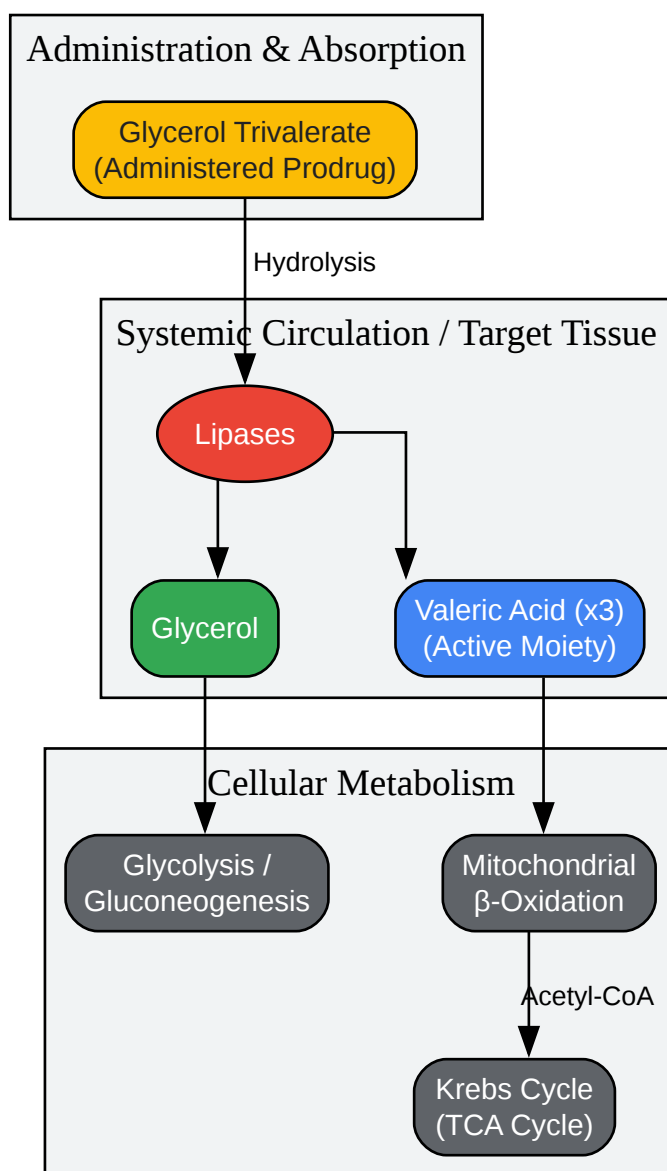 Administration & Absorption
Glycerol Trivalerate
(Administered Prodrug)
Hydrolysis
Systemic Circulation / Target Tissue
Lipases
Glycerol
Valeric Acid (x3)
(Active Moiety)
Cellular Metabolism
Glycolysis /
Gluconeogenesis
Mitochondrial
β-Oxidation
Acetyl-CoA
Krebs Cycle
(TCA Cycle)